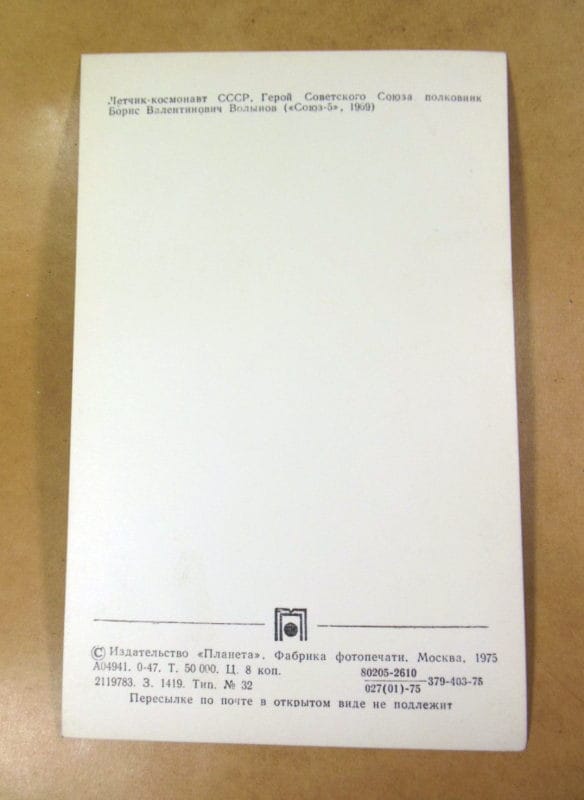 Летчик-космонавт СССР, Герой Советского Союза полковник
Борис Валентинович Волынов («Союз-5», 1969)
© Издательство «Планета». Фабрика фотопечати. Москва, 1975
А04941. 0-47. Т. 50 000. Ц. 8 коп.
80205-2610
027(01)-75
379-403-75
2119783. З. 1419. Тип. № 32
Пересылке по почте в открытом виде не подлежит